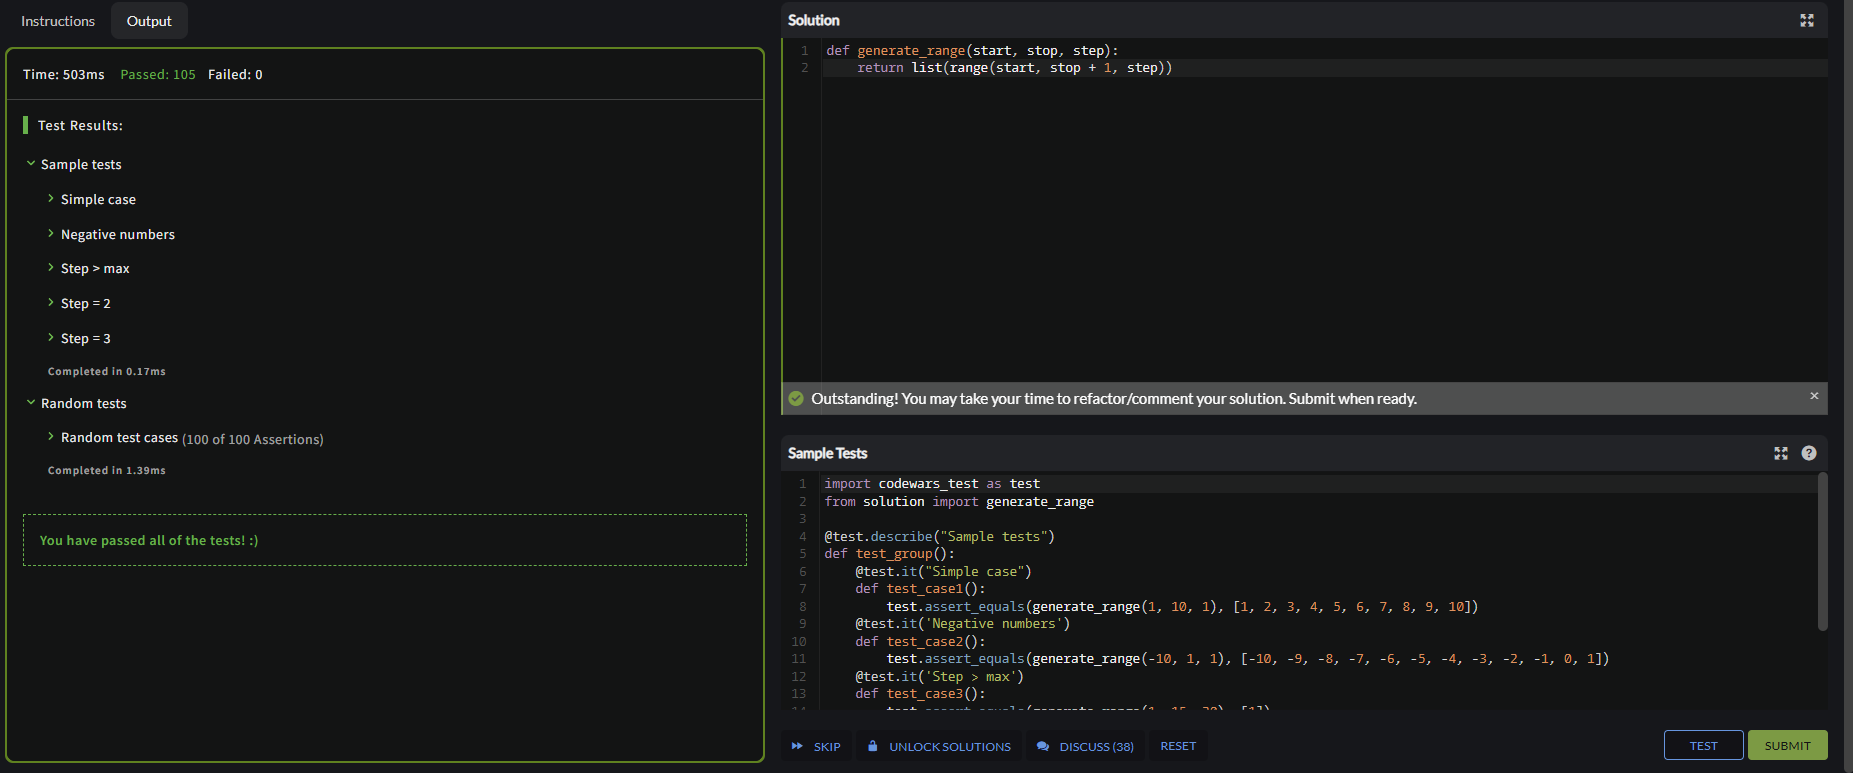 Instructions
Output
Time: 503ms Passed: 105 Failed: 0
Test Results:
Sample tests
Simple case
Negative numbers
Step > max
Step = 2
Step = 3
Completed in 0.17ms
Random tests
Random test cases (100 of 100 Assertions)
Completed in 1.39ms
You have passed all of the tests! :)
Solution
1 def generate_range(start, stop, step):
2     return list(range(start, stop + 1, step))
Outstanding! You may take your time to refactor/comment your solution. Submit when ready.
×
Sample Tests
?
1 import codewars_test as test
2 from solution import generate_range
3
4 @test.describe("Sample tests")
5 def test_group():
6     @test.it("Simple case")
7     def test_case1():
8         test.assert_equals(generate_range(1, 10, 1), [1, 2, 3, 4, 5, 6, 7, 8, 9, 10])
9     @test.it('Negative numbers')
10     def test_case2():
11         test.assert_equals(generate_range(-10, 1, 1), [-10, -9, -8, -7, -6, -5, -4, -3, -2, -1, 0, 1])
12     @test.it('Step > max')
13     def test_case3():
14         test.assert_equals(generate_range(1, 15, 20), [1])
SKIP
UNLOCK SOLUTIONS
DISCUSS (38)
RESET
TEST
SUBMIT